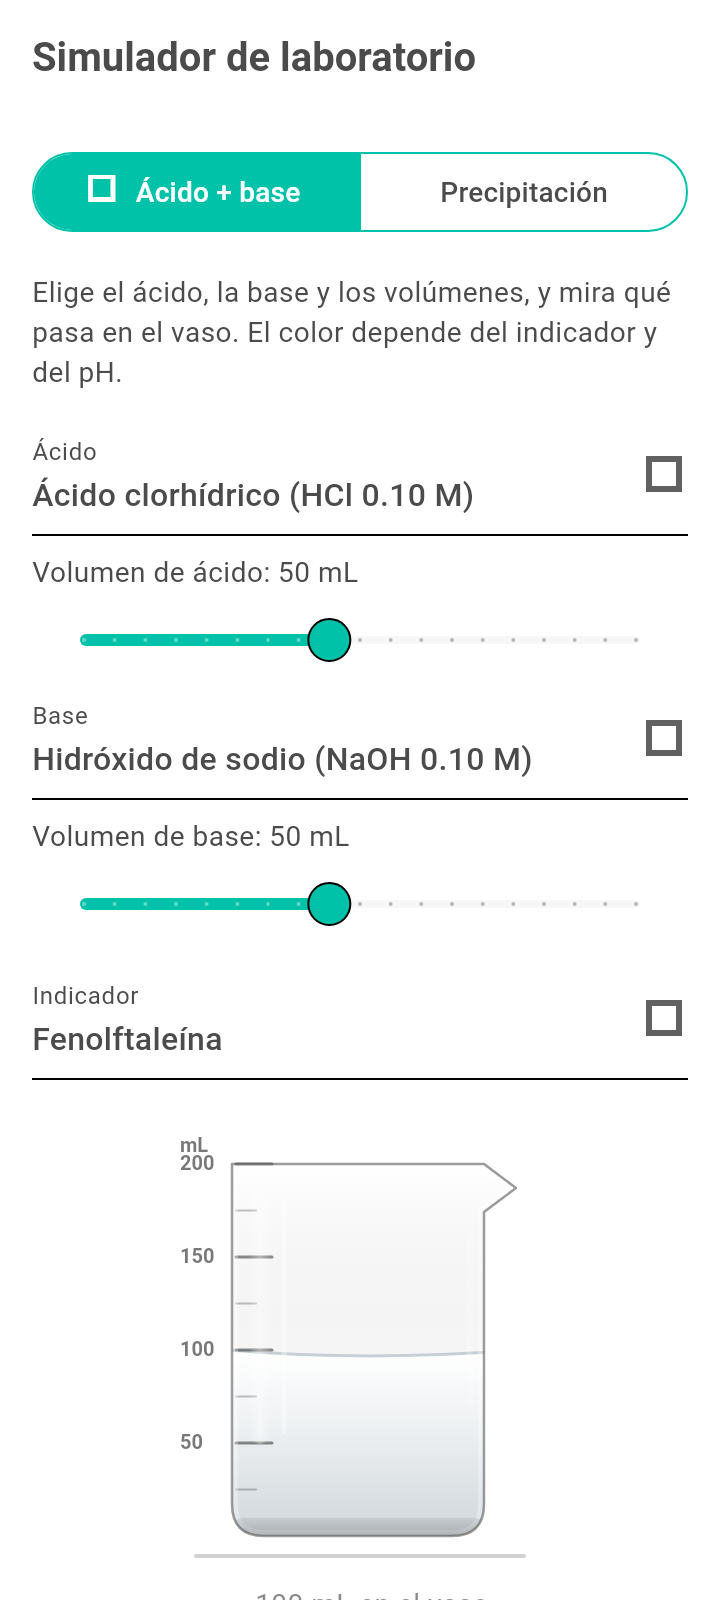 Simulador de laboratorio
Ácido + base
Precipitación
Elige el ácido, la base y los volúmenes, y mira qué
pasa en el vaso. El color depende del indicador y
del pH.
Ácido
Ácido clorhídrico (HCl 0.10 M)
Volumen de ácido: 50 mL
Base
Hidróxido de sodio (NaOH 0.10 M)
Volumen de base: 50 mL
Indicador
Fenolftaleína
mL
200
150
100
50